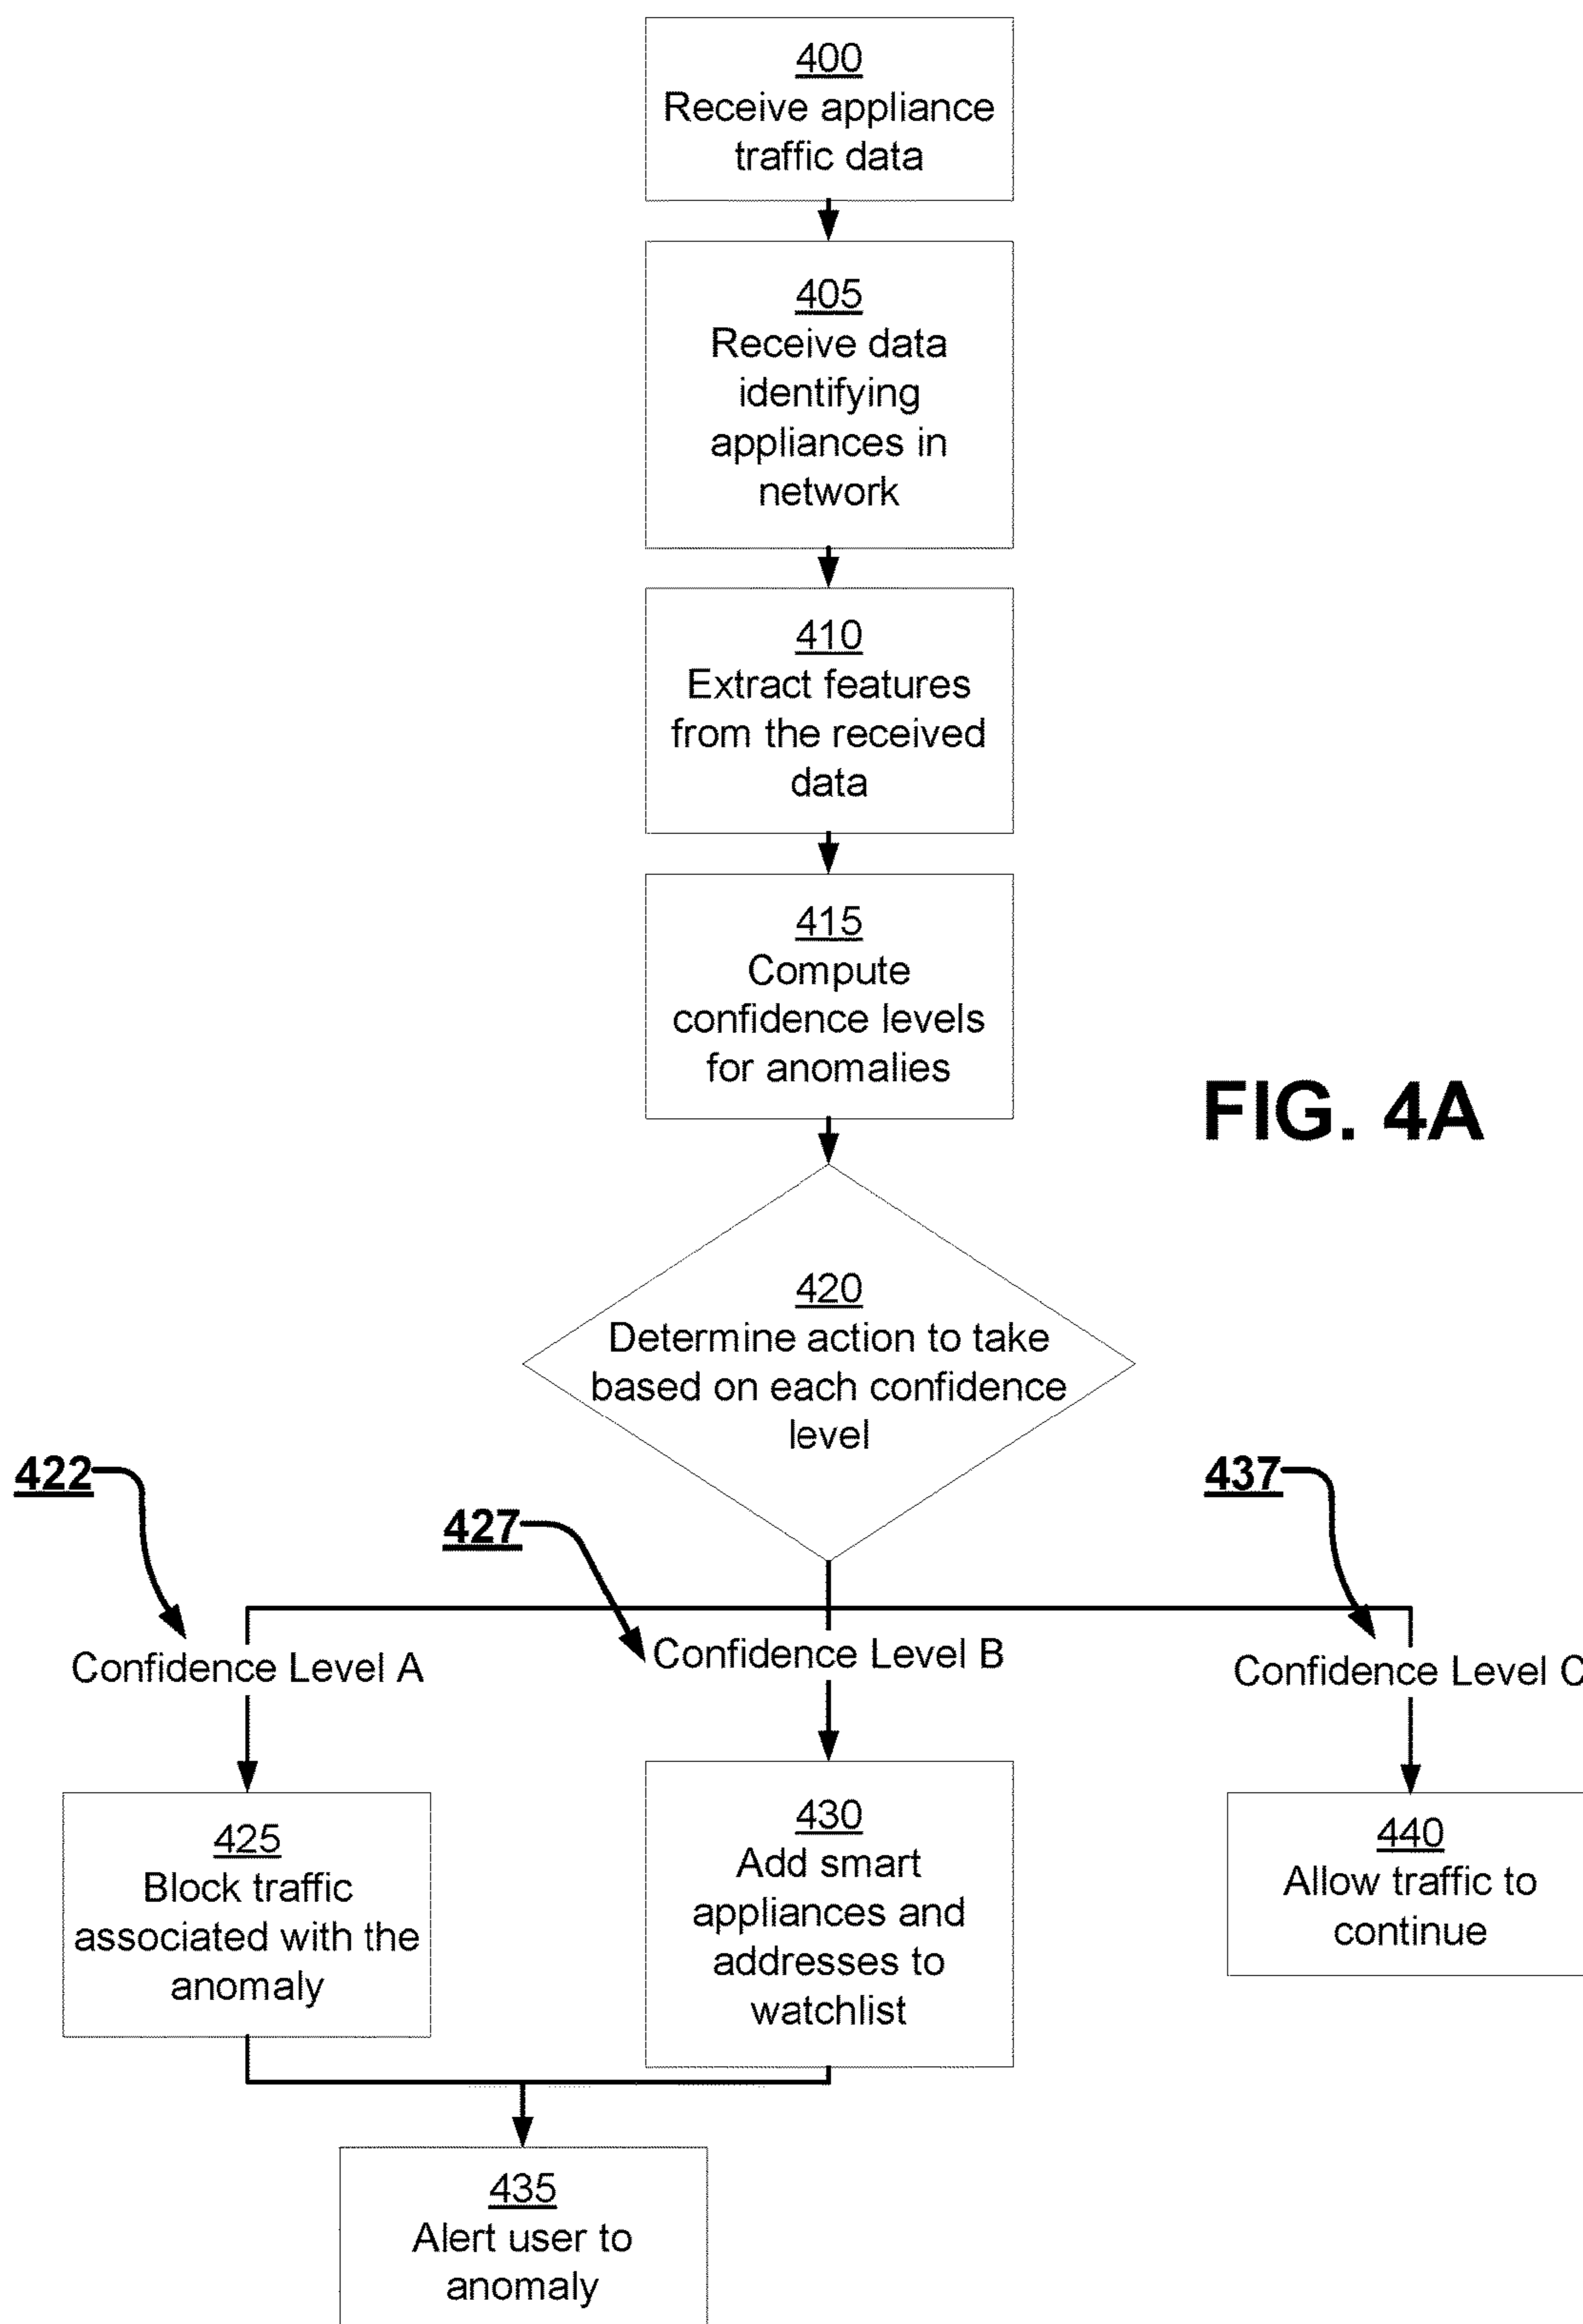 400
Receive appliance
traffic data
405
Receive data
identifying
appliances in
network
410
Extract features
from the received
data
415
Compute
confidence levels
for anomalies
FIG. 4A
420
Determine action to take
based on each confidence
level
422
427
437
Confidence Level A
Confidence Level B
Confidence Level C
425
Block traffic
associated with the
anomaly
430
Add smart
appliances and
addresses to
watchlist
440
Allow traffic to
continue
435
Alert user to
anomaly